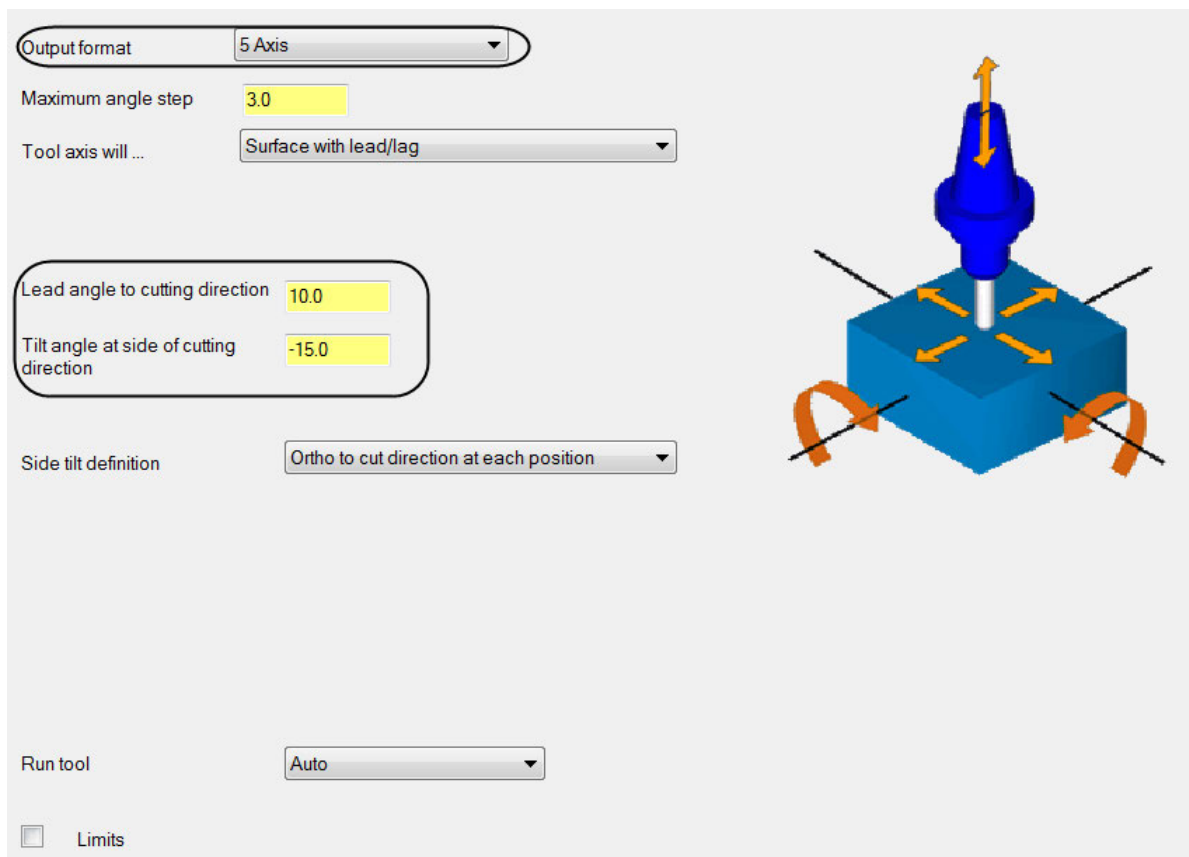 Output format 5 Axis
Maximum angle step 3.0
Tool axis will ... Surface with lead/lag
Lead angle to cutting direction 10.0
Tilt angle at side of cutting -15.0
direction
Side tilt definition Ortho to cut direction at each position
Run tool Auto
Limits